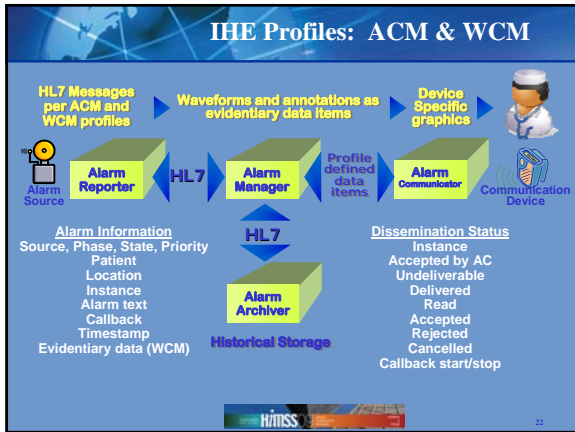 IHE Profiles: ACM & WCM
HL7 Messages
per ACM and
WCM profiles
Waveforms and annotations as
evidentiary data items
Device
Specific
graphics
Alarm
Source
Alarm
Reporter
HL7
Alarm
Manager
Profile
defined
data
items
Alarm
Communicator
Communication
Device
HL7
Alarm
Archiver
Historical Storage
Alarm Information
Source, Phase, State, Priority
Patient
Location
Instance
Alarm text
Callback
Timestamp
Evidentiary data (WCM)
Dissemination Status
Instance
Accepted by AC
Undeliverable
Delivered
Read
Accepted
Rejected
Cancelled
Callback start/stop
HIMSS09
22